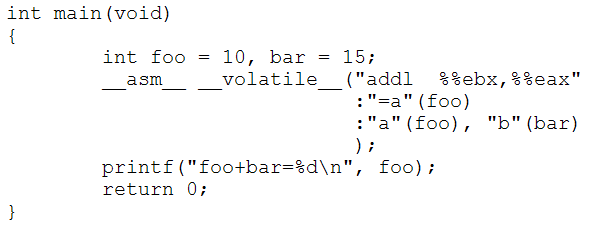 int main(void)
{
        int foo = 10, bar = 15;
        __asm__ __volatile__("addl  %%ebx,%%eax"
                             :"=a"(foo)
                             :"a"(foo), "b"(bar)
                             );
        printf("foo+bar=%d\n", foo);
        return 0;
}